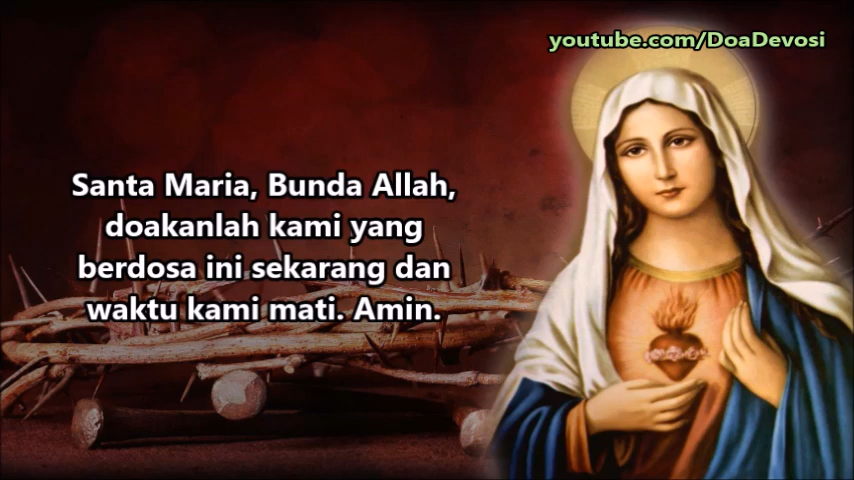 youtube.com/DoaDevosi
Santa Maria, Bunda Allah,
doakanlah kami yang
berdosa ini sekarang dan
waktu kami mati. Amin.